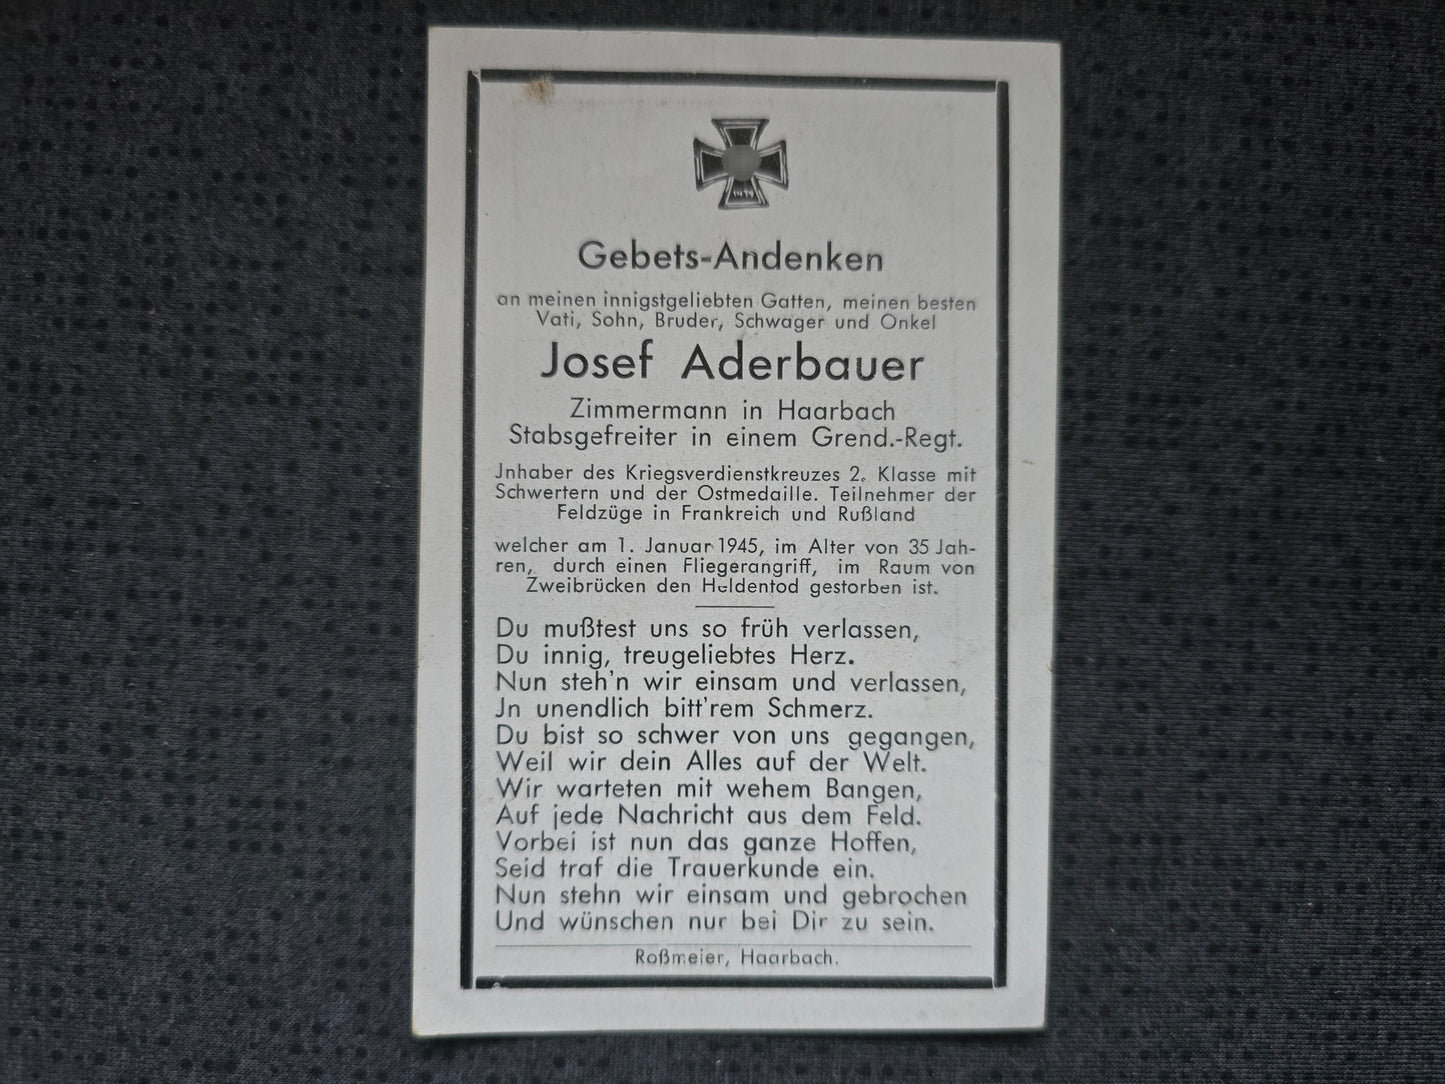 Gebets-Andenken
an meinen innigstgeliebten Gatten, meinen besten
Vati, Sohn, Bruder, Schwager und Onkel
Josef Aderbauer
Zimmermann in Haarbach
Stabsgefreiter in einem Grend.-Regt.
Jnhaber des Kriegsverdienstkreuzes 2. Klasse mit
Schwertern und der Ostmedaille. Teilnehmer der
Feldzüge in Frankreich und Rußland
welcher am 1. Januar 1945, im Alter von 35 Jah-
ren, durch einen Fliegerangriff, im Raum von
Zweibrücken den Heldentod gestorben ist.
Du mußtest uns so früh verlassen,
Du innig, treugeliebtes Herz.
Nun steh'n wir einsam und verlassen,
Jn unendlich bitt'rem Schmerz.
Du bist so schwer von uns gegangen,
Weil wir dein Alles auf der Welt.
Wir warteten mit wehem Bangen,
Auf jede Nachricht aus dem Feld.
Vorbei ist nun das ganze Hoffen,
Seid traf die Trauerkunde ein.
Nun stehn wir einsam und gebrochen
Und wünschen nur bei Dir zu sein.
Roßmeier, Haarbach.